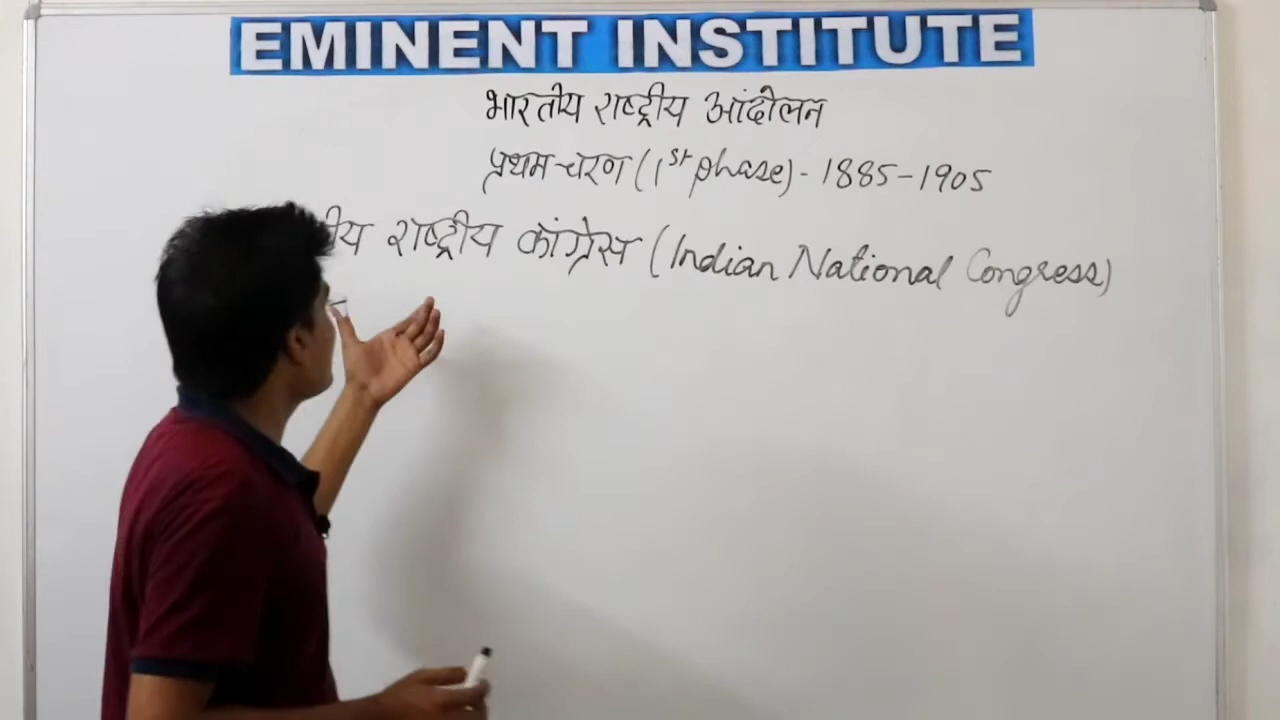 EMINENT INSTITUTE
भारतीय राष्ट्रीय आंदोलन
प्रथम चरण (1st phase) - 1885-1905
राष्ट्रीय कांग्रेस (Indian National Congress)